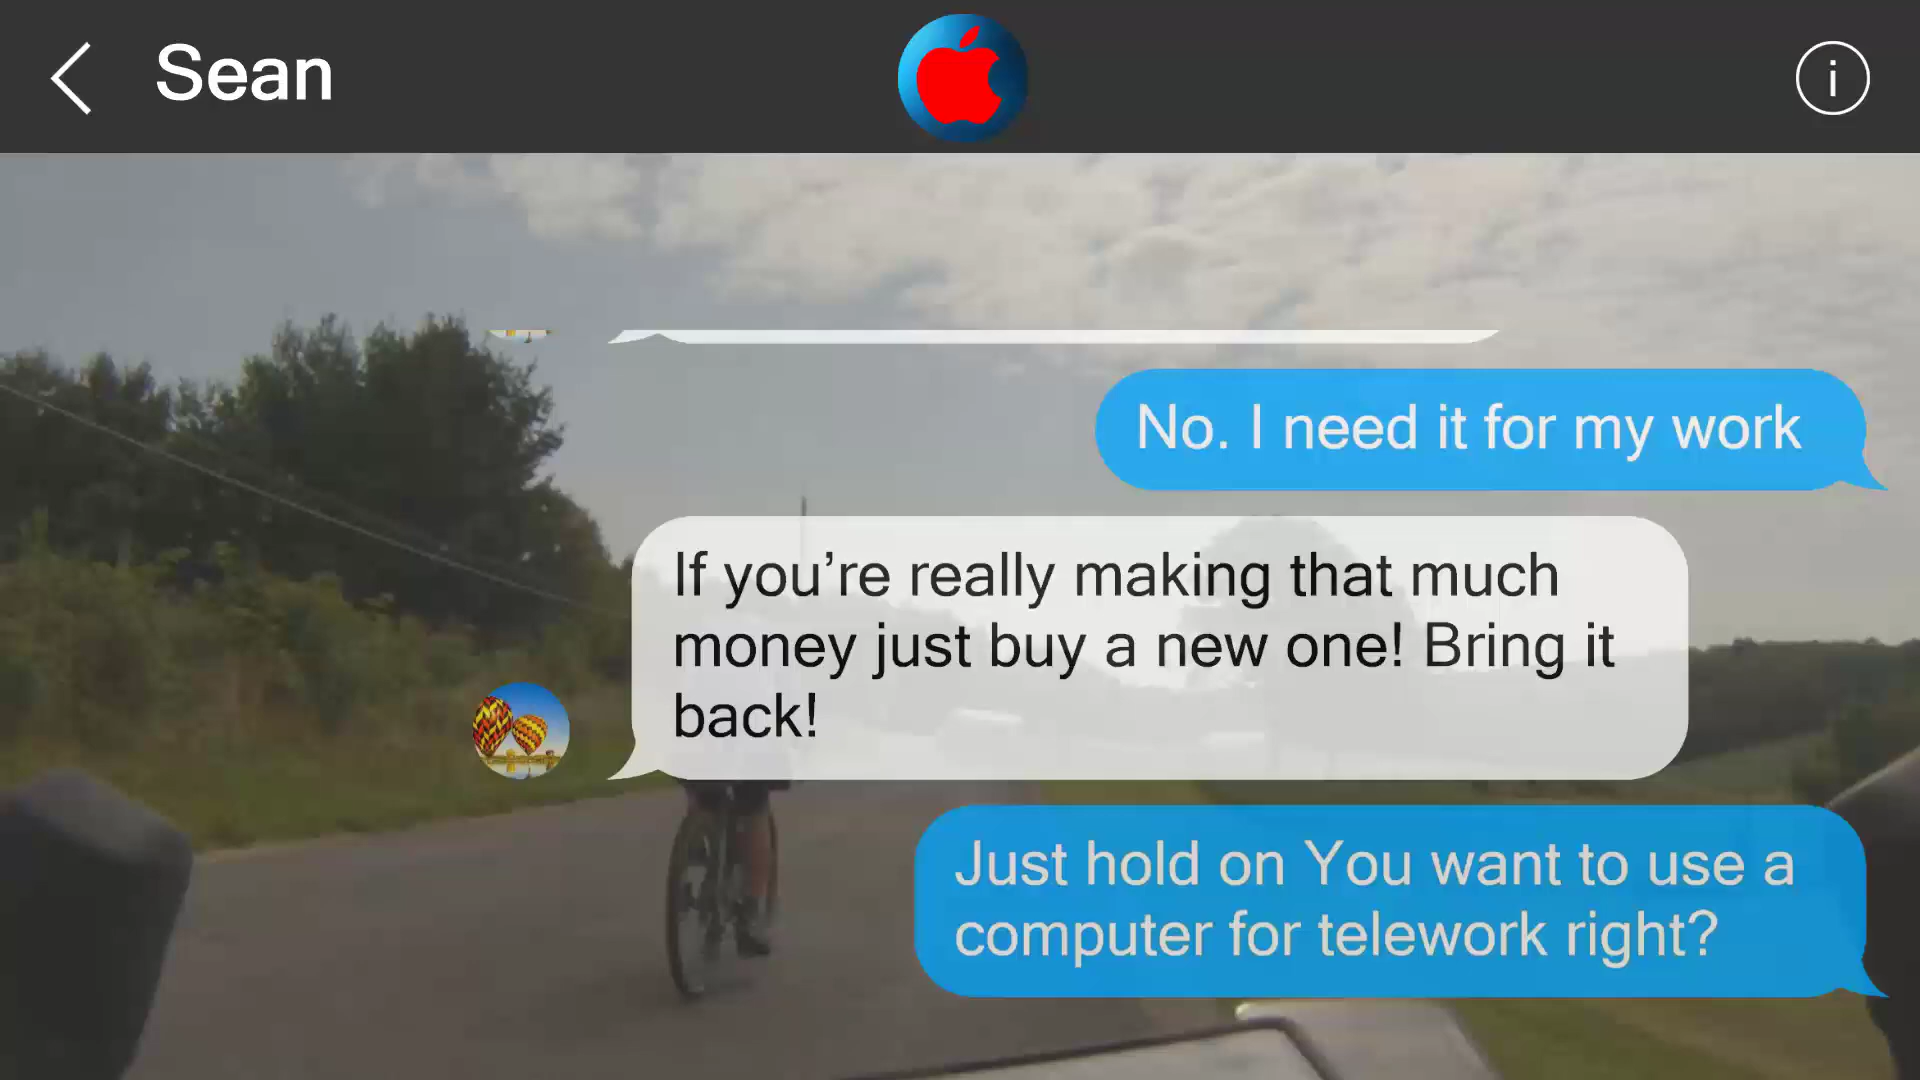 Sean
No. I need it for my work
If you’re really making that much
money just buy a new one! Bring it
back!
Just hold on You want to use a
computer for telework right?